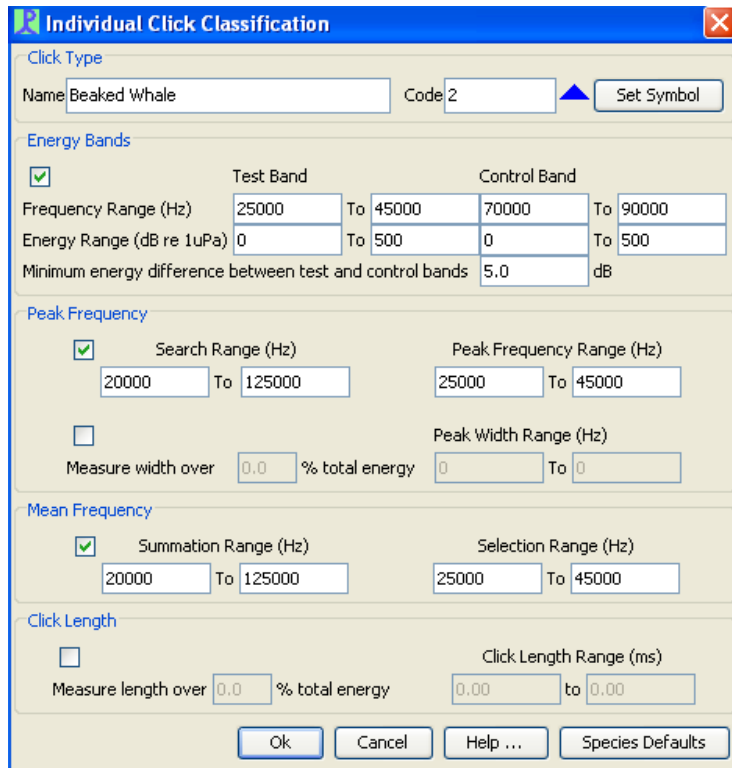 Individual Click Classification
Click Type
Name Beaked Whale Code 2 Set Symbol
Energy Bands
Test Band Control Band
Frequency Range (Hz) 25000 To 45000 70000 To 90000
Energy Range (dB re 1uPa) 0 To 500 0 To 500
Minimum energy difference between test and control bands 5.0 dB
Peak Frequency
Search Range (Hz) Peak Frequency Range (Hz)
20000 To 125000 25000 To 45000
Peak Width Range (Hz)
Measure width over 0.0 % total energy 0 To 0
Mean Frequency
Summation Range (Hz) Selection Range (Hz)
20000 To 125000 25000 To 45000
Click Length
Click Length Range (ms)
Measure length over 0.0 % total energy 0.00 to 0.00
Ok Cancel Help ... Species Defaults